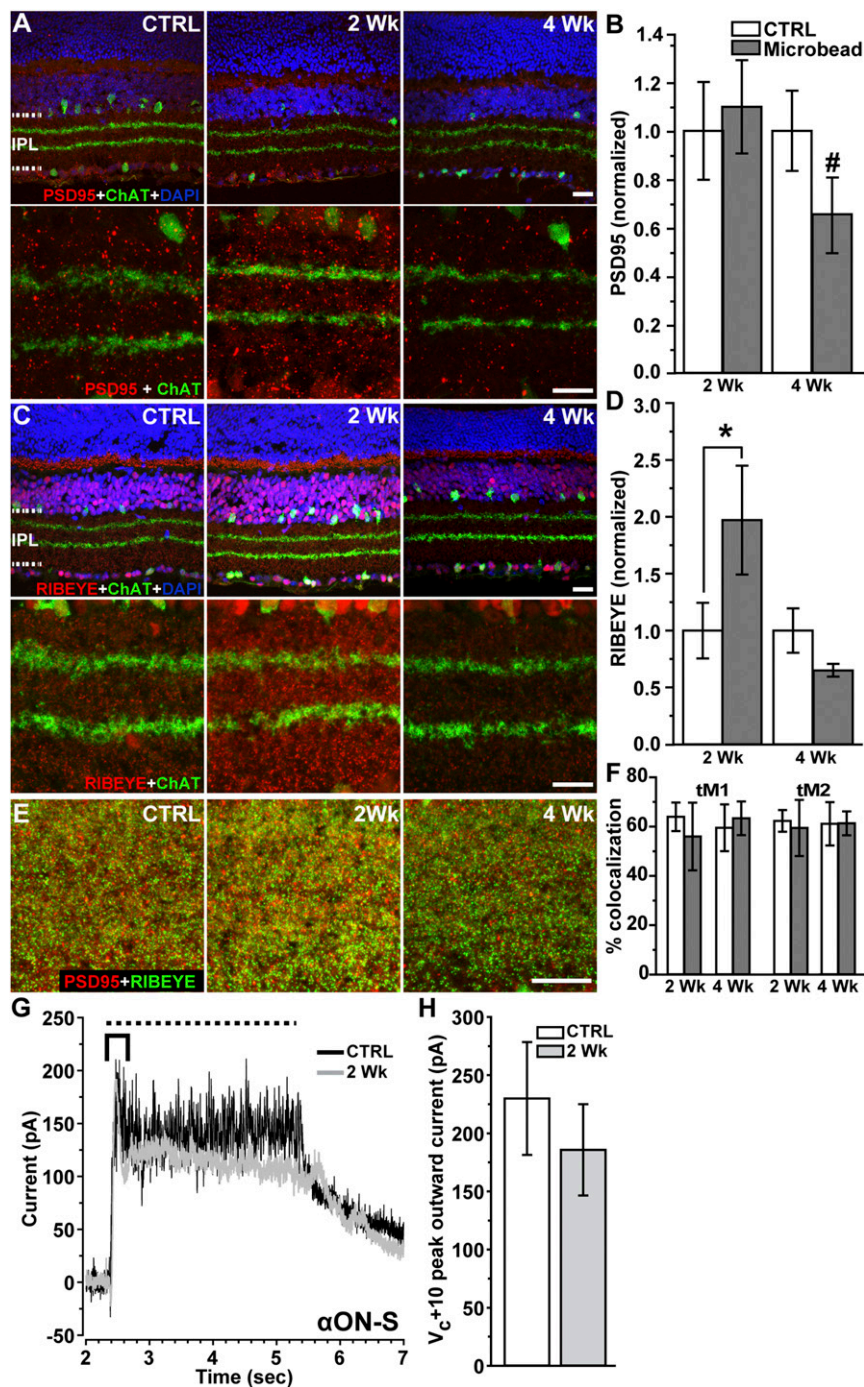 A
CTRL
2 Wk
4 Wk
IPL
PSD95+ChAT+DAPI
PSD95 + ChAT
B
CTRL
Microbead
PSD95 (normalized)
1.4
1.2
1.0
0.8
0.6
0.4
0.2
0.0
#
2 Wk
4 Wk
C
CTRL
2 Wk
4 Wk
IPL
RIBEYE+ChAT+DAPI
RIBEYE+ChAT
D
RIBEYE (normalized)
3.0
2.5
2.0
1.5
1.0
0.5
0.0
*
2 Wk
4 Wk
E
CTRL
2Wk
4 Wk
PSD95+RIBEYE
F
% colocalization
80
60
40
20
0
tM1
tM2
2 Wk
4 Wk
2 Wk
4 Wk
G
Current (pA)
250
200
150
100
50
0
-50
CTRL
2 Wk
αON-S
2
3
4
5
6
7
Time (sec)
H
VC+10 peak outward current (pA)
300
250
200
150
100
50
0
CTRL
2 Wk